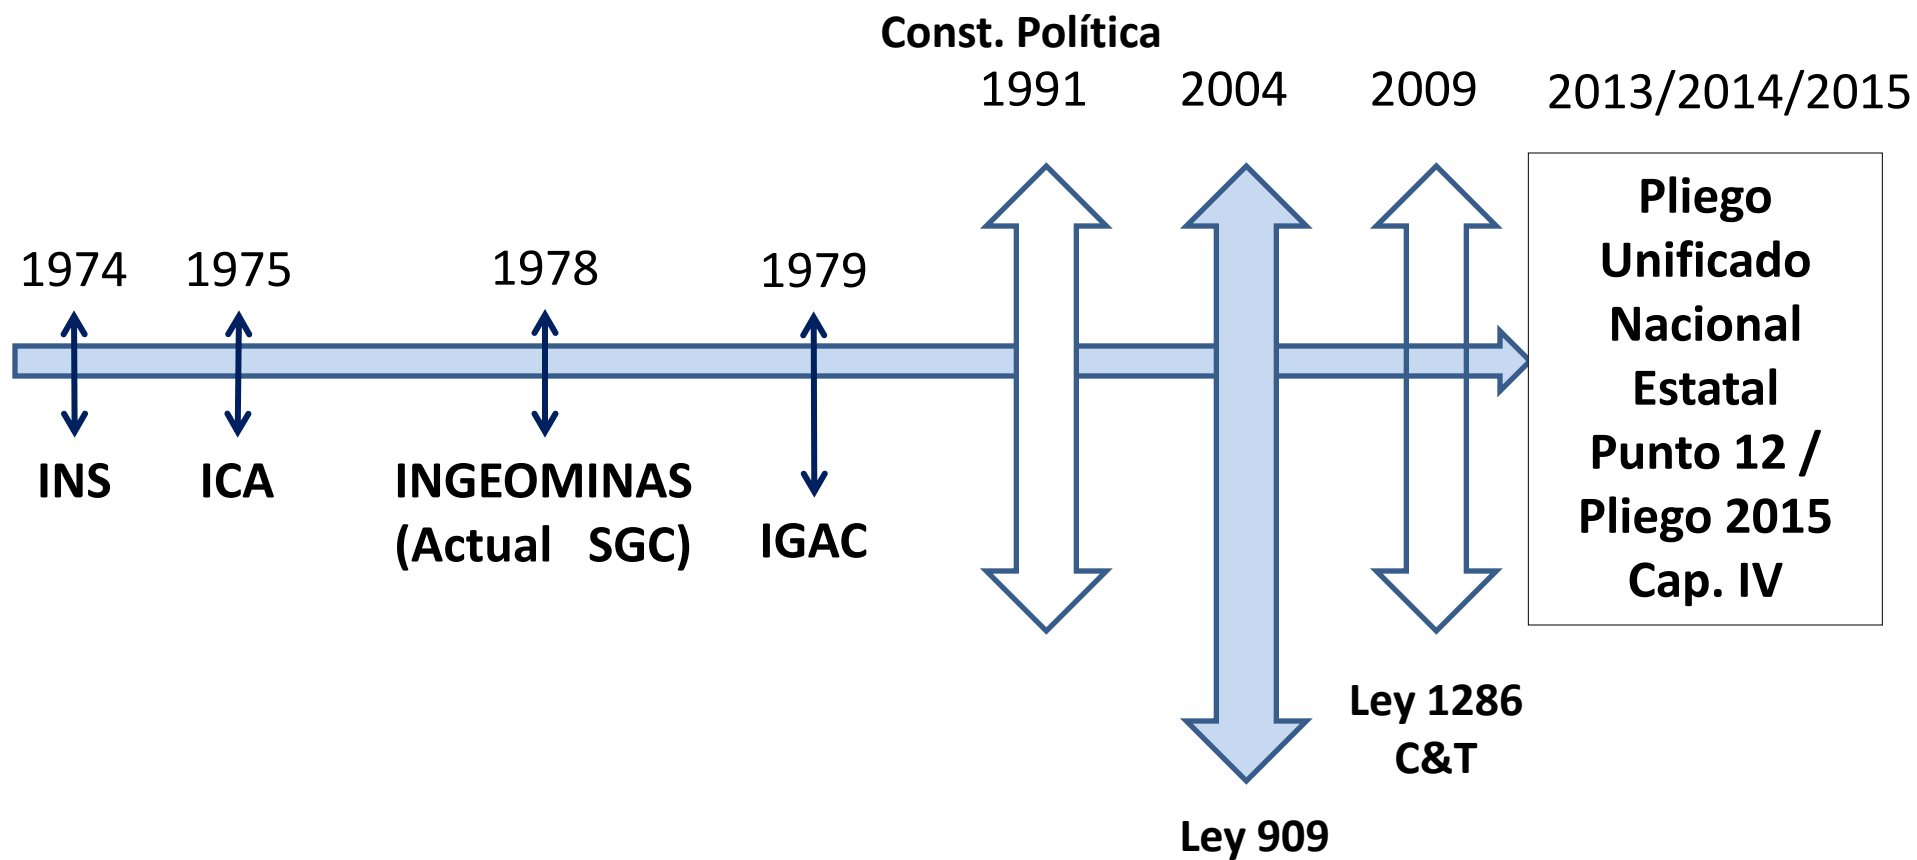 Const. Política
1991
2004
2009
2013/2014/2015
1974
1975
1978
1979
INS
ICA
INGEOMINAS
(Actual SGC)
IGAC
Pliego
Unificado
Nacional
Estatal
Punto 12 /
Pliego 2015
Cap. IV
Ley 1286
C&T
Ley 909